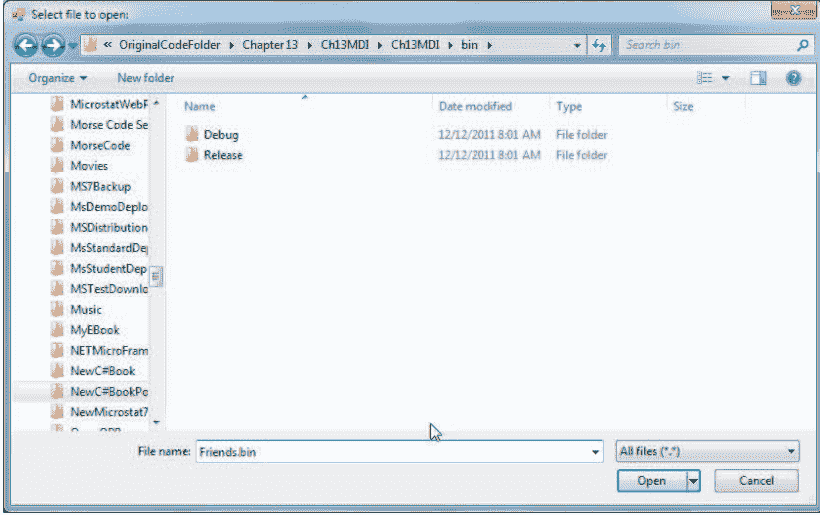 Select file to open:
« OriginalCodeFolder ▸ Chapter13 ▸ Ch13MDI ▸ Ch13MDI ▸ bin ▸
Search bin
Organize
New folder
Name
Date modified
Type
Size
MicrostatWebF
Morse Code Se
MorseCode
Movies
MS7Backup
MsDemoDeplo
MSDistribution
MsStandardDep
MsStudentDep
MSTestDownlo
Music
MyEBook
NETMicroFram
NewC#Book
NewC#BookPo
NewMicrostat7
Debug
12/12/2011 8:01 AM
File folder
Release
12/12/2011 8:01 AM
File folder
File name:
Friends.bin
All files (*.*)
Open
Cancel